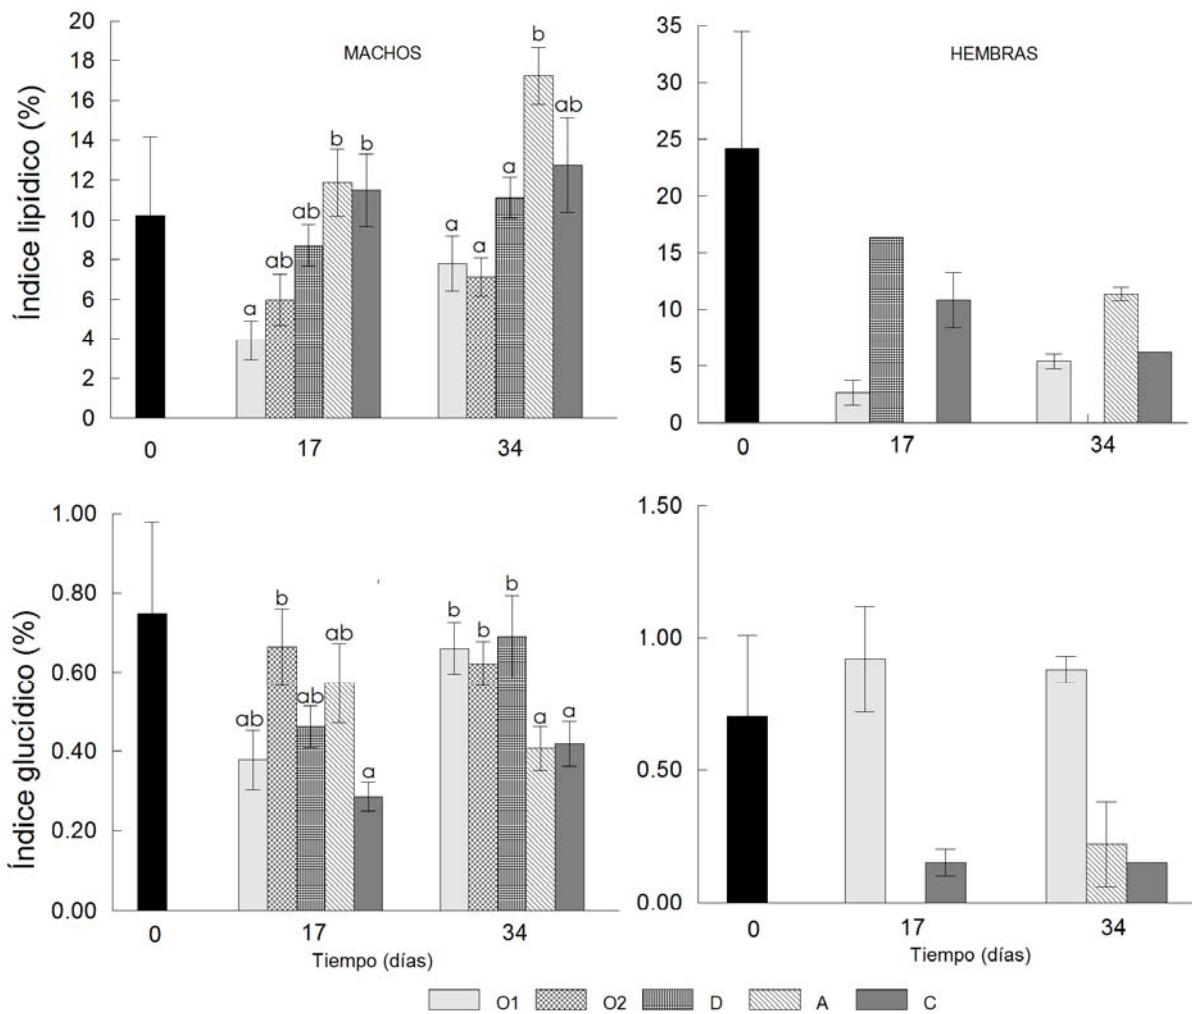 MACHOS
Índice lipídico (%)
20
18
16
14
12
10
8
6
4
2
0
a
ab
ab
b
b
a
a
a
b
ab
0
17
34
HEMBRAS
35
30
25
20
15
10
5
0
0
17
34
Índice glucídico (%)
1.00
0.80
0.60
0.40
0.20
0.00
ab
b
ab
ab
a
b
b
b
a
a
0
17
34
Tiempo (días)
1.50
1.00
0.50
0.00
0
17
34
Tiempo (días)
O1 O2 D A C